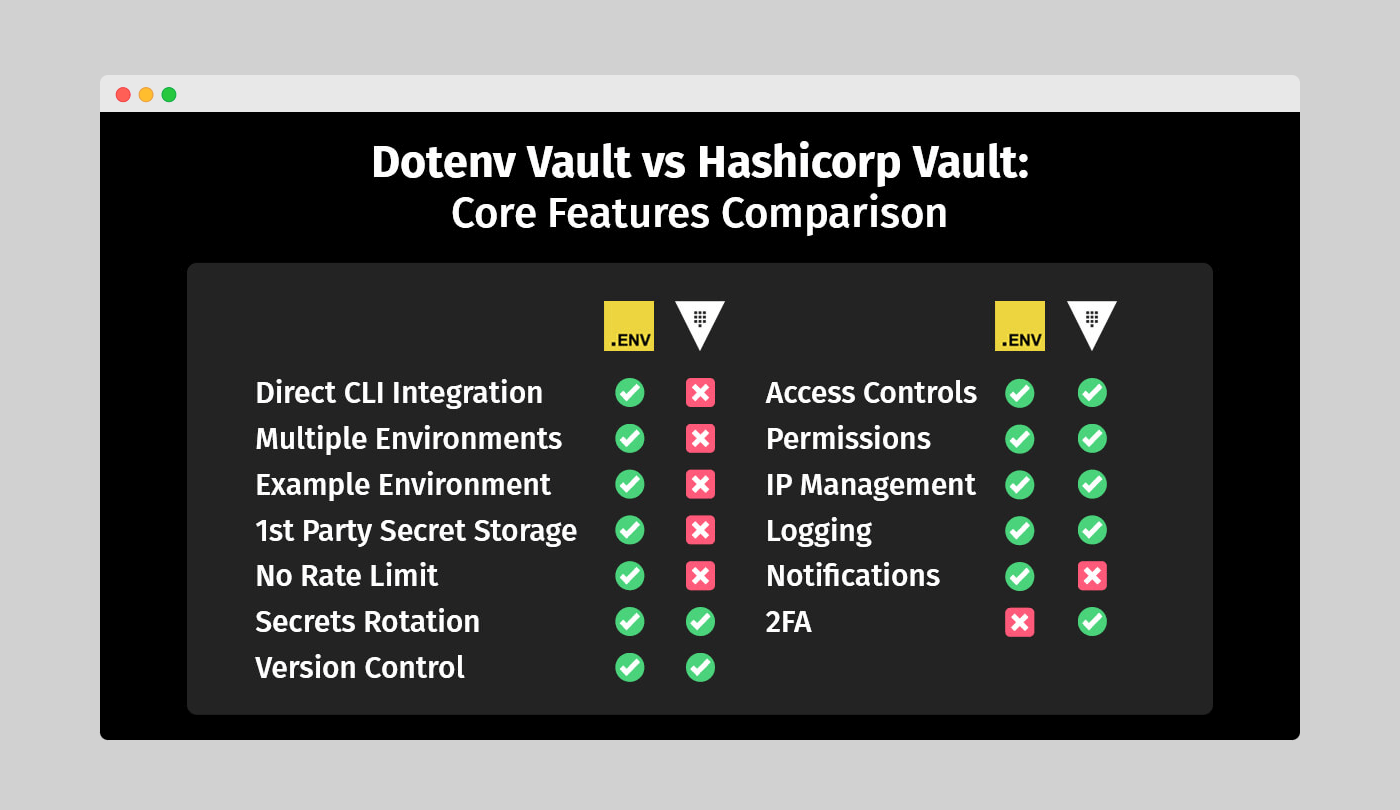 Dotenv Vault vs Hashicorp Vault:
Core Features Comparison
.ENV
.ENV
Direct CLI Integration
Multiple Environments
Example Environment
1st Party Secret Storage
No Rate Limit
Secrets Rotation
Version Control
Access Controls
Permissions
IP Management
Logging
Notifications
2FA